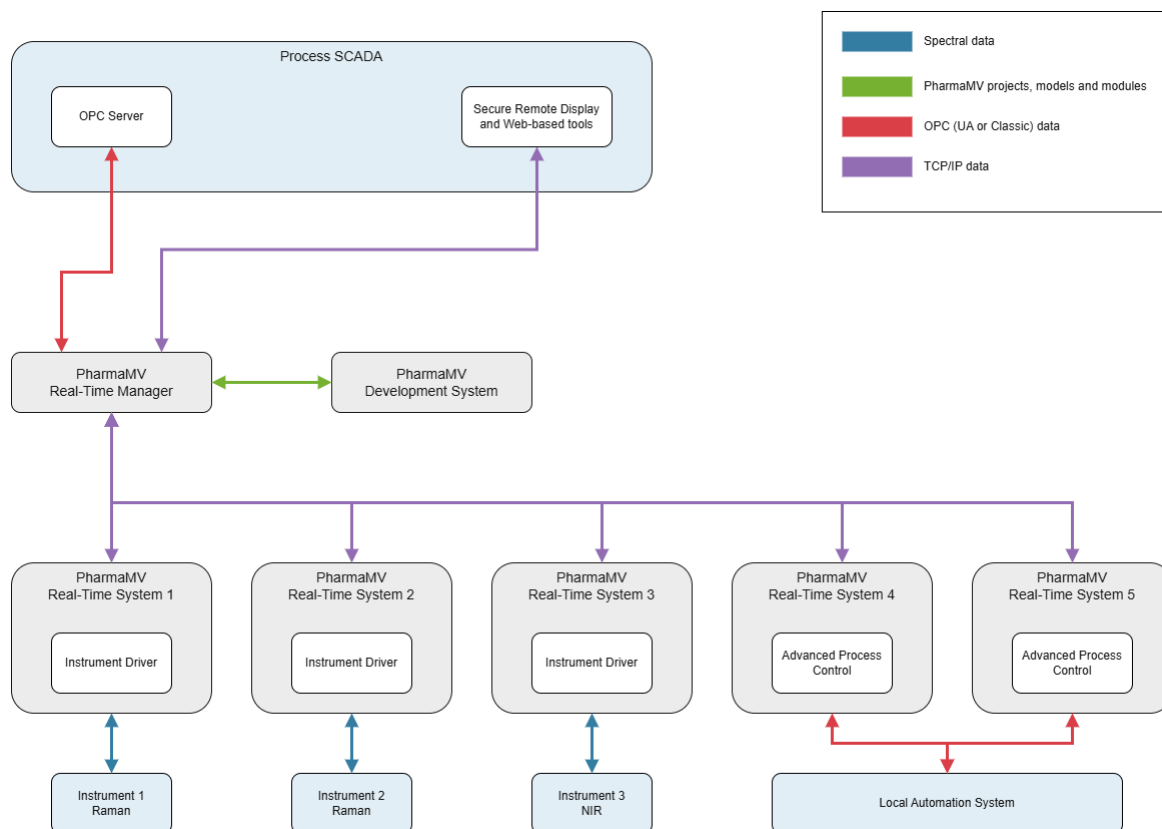 Process SCADA
OPC Server
Secure Remote Display
and Web-based tools
Spectral data
PharmaMV projects, models and modules
OPC (UA or Classic) data
TCP/IP data
PharmaMV
Real-Time Manager
PharmaMV
Development System
PharmaMV
Real-Time System 1
Instrument Driver
PharmaMV
Real-Time System 2
Instrument Driver
PharmaMV
Real-Time System 3
Instrument Driver
PharmaMV
Real-Time System 4
Advanced Process
Control
PharmaMV
Real-Time System 5
Advanced Process
Control
Instrument 1
Raman
Instrument 2
Raman
Instrument 3
NIR
Local Automation System